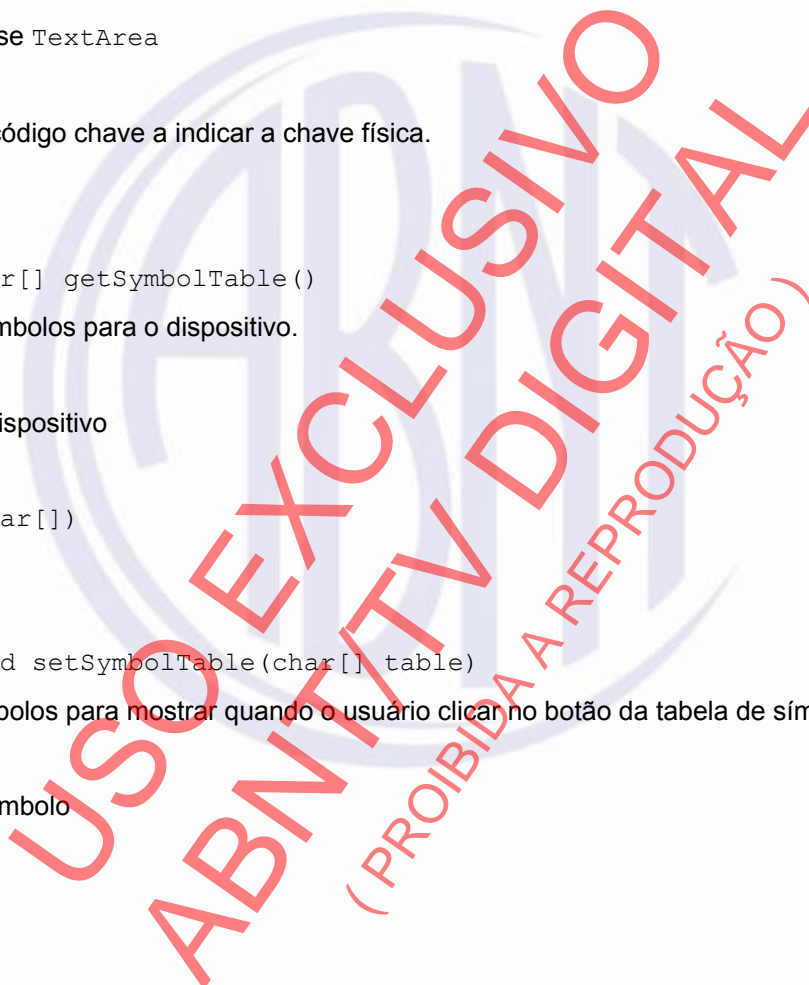 se TextArea
código chave a indicar a chave física.
r[] getSymbolTable()
mbolos para o dispositivo.
ispositivo
ar[])
d setSymbolTable(char[] table)
bolos para mostrar quando o usuário clicar no botão da tabela de sím
mbolo
USO EXCLUSIVO
ABNT/TV DIGITAL
( PROIBIDA A REPRODUÇÃO )
ABNT